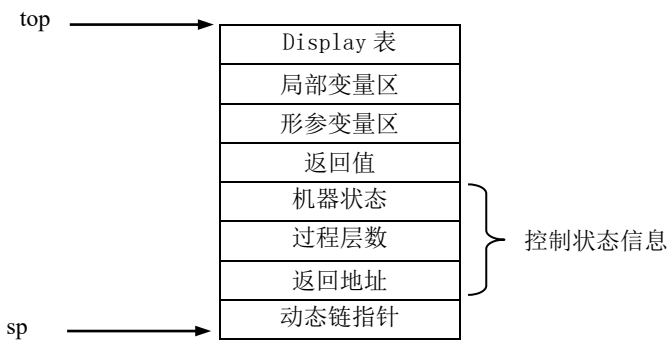 top
Display 表
局部变量区
形参变量区
返回值
机器状态
过程层数
控制状态信息
返回地址
动态链指针
sp